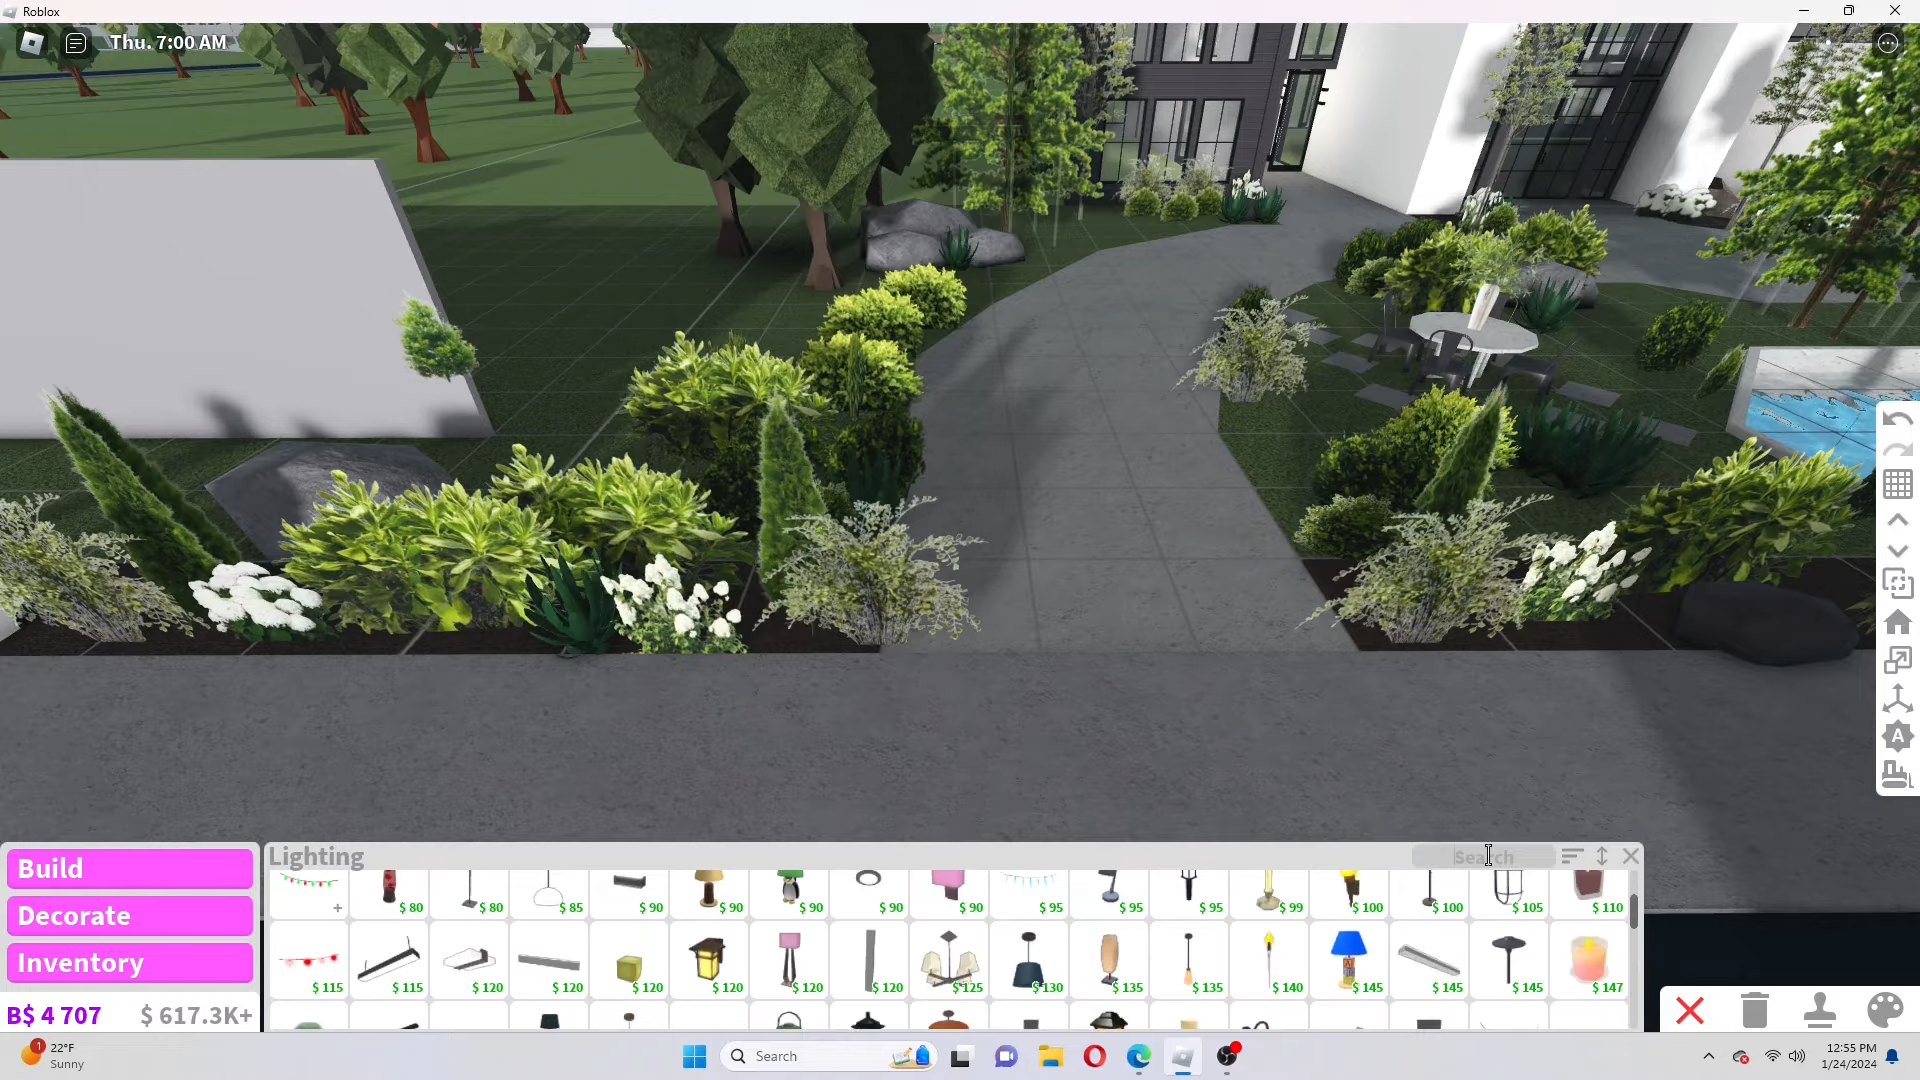 Roblox
Thu. 7:00 AM
Build
Decorate
Inventory
B$ 4 707
$ 617.3K+
Lighting
Search
+
$ 80
$ 80
$ 85
$ 90
$ 90
$ 90
$ 90
$ 90
$ 95
$ 95
$ 95
$ 99
$ 100
$ 100
$ 105
$ 110
$ 115
$ 115
$ 120
$ 120
$ 120
$ 120
$ 120
$ 120
$ 125
$ 130
$ 135
$ 135
$ 140
$ 145
$ 145
$ 145
$ 147
A
1
22°F
Sunny
Search
12:55 PM
1/24/2024